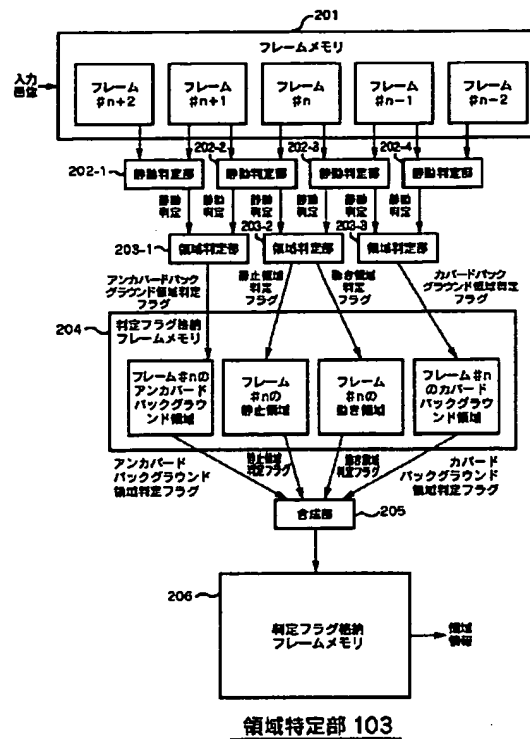 201
フレームメモリ
入力
画像
フレーム
#n+2
フレーム
#n+1
フレーム
#n
フレーム
#n−1
フレーム
#n−2
202-1
202-2
202-3
202-4
静動判定部
静動判定部
静動判定部
静動判定部
静動
判定
静動
判定
静動
判定
静動
判定
静動
判定
静動
判定
203-1
203-2
203-3
領域判定部
領域判定部
領域判定部
アンカバードバック
グラウンド領域判定
フラグ
静止領域
判定
フラグ
動き領域
判定
フラグ
カバードバック
グラウンド領域判定
フラグ
204
判定フラグ格納
フレームメモリ
フレーム#nの
アンカバード
バックグラウ
ンド領域
フレーム
#nの
静止領域
フレーム
#nの
動き領域
フレーム#n
のカバード
バックグラウ
ンド領域
アンカバード
バックグラウンド
領域判定フラグ
静止領域
判定フラグ
動き領域
判定フラグ
カバード
バックグラウンド
領域判定フラグ
合成部
205
206
判定フラグ格納
フレームメモリ
領域
情報
領域特定部 103